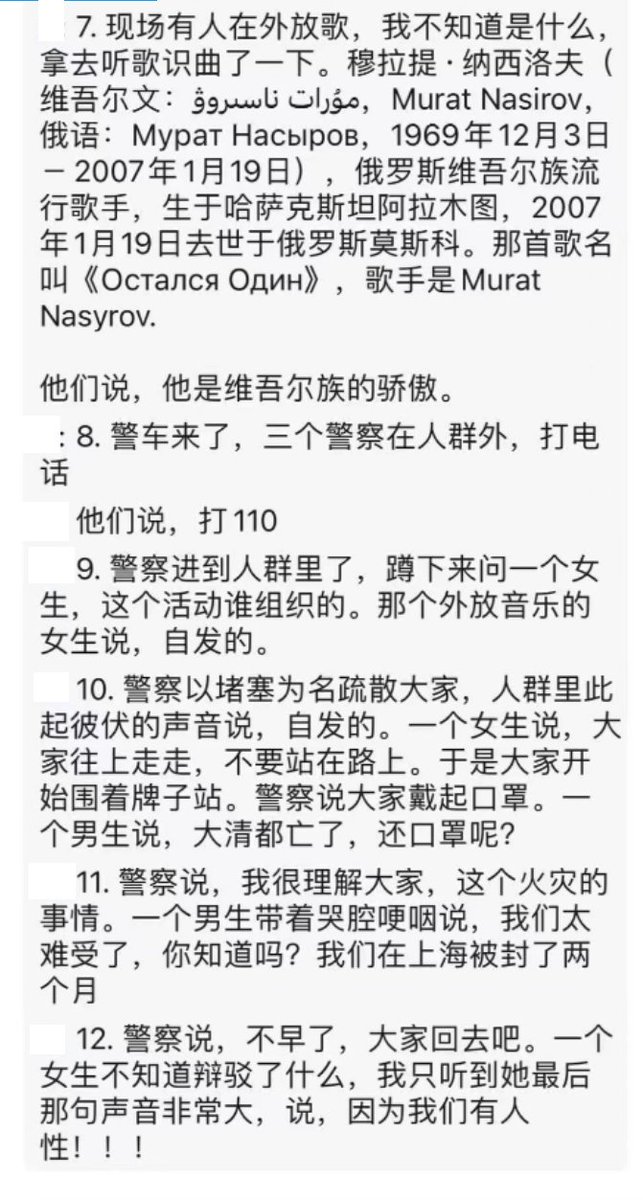 : 7. 现场有人在外放歌，我不知道是什么，
拿去听歌识曲了一下。穆拉提 · 纳西洛夫（
维吾尔文：مۇرات ناسىروۋ，Murat Nasirov，
俄语：Мурат Насыров，1969年12月3日
－2007年1月19日），俄罗斯维吾尔族流
行歌手，生于哈萨克斯坦阿拉木图，2007
年1月19日去世于俄罗斯莫斯科。那首歌名
叫《Остался Один》，歌手是Murat
Nasyrov.
他们说，他是维吾尔族的骄傲。
: 8. 警车来了，三个警察在人群外，打电
话
他们说，打110
9. 警察进到人群里了，蹲下来问一个女
生，这个活动谁组织的。那个外放音乐的
女生说，自发的。
10. 警察以堵塞为名疏散大家，人群里此
起彼伏的声音说，自发的。一个女生说，大
家往上走走，不要站在路上。于是大家开
始围着牌子站。警察说大家戴起口罩。一
个男生说，大清都亡了，还口罩呢？
11. 警察说，我很理解大家，这个火灾的
事情。一个男生带着哭腔哽咽说，我们太
难受了，你知道吗？我们在上海被封了两
个月
12. 警察说，不早了，大家回去吧。一个
女生不知道辩驳了什么，我只听到她最后
那句声音非常大，说，因为我们有人
性！！！